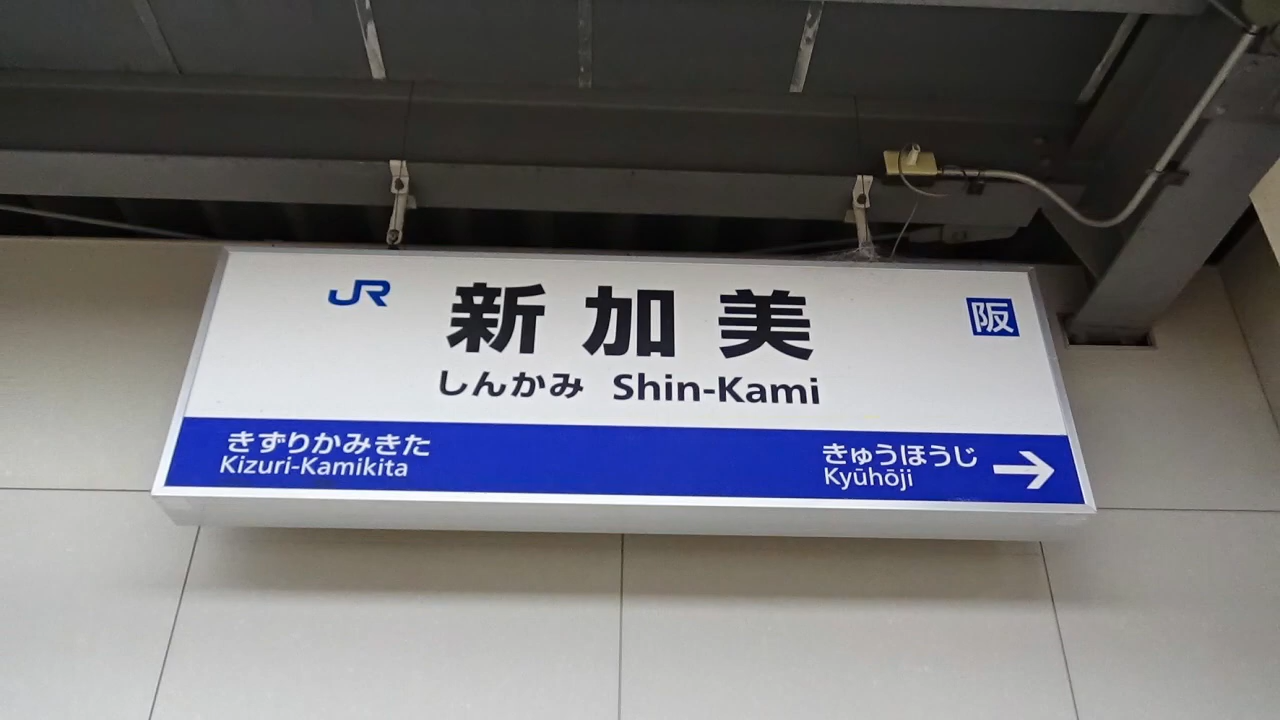 JR
新加美
阪
しんかみ Shin-Kami
きずりかみきた
Kizuri-Kamikita
きゅうほうじ
Kyūhōji
→